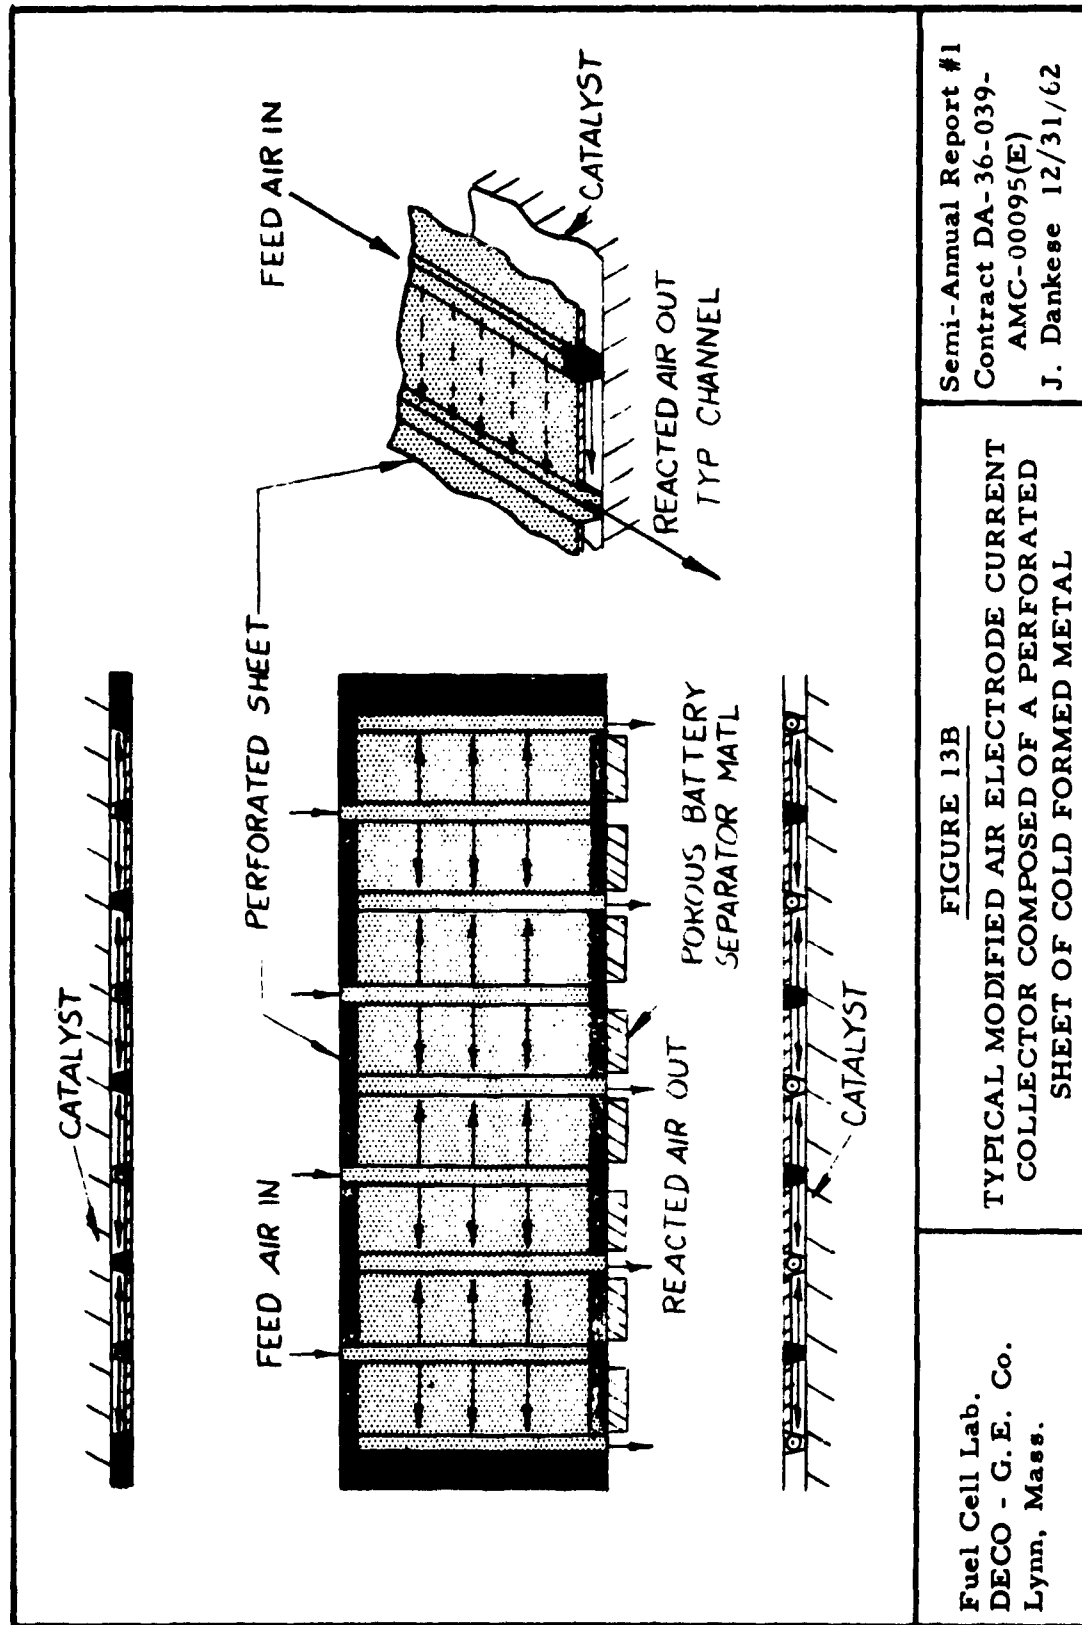 CATALYST
PERFORATED SHEET
FEED AIR IN
FEED AIR IN
CATALYST
REACTED AIR OUT
TYP CHANNEL
POROUS BATTERY
SEPARATOR MATL
REACTED AIR OUT
CATALYST
Fuel Cell Lab.
DECO - G.E. Co.
Lynn, Mass.
FIGURE 13B
TYPICAL MODIFIED AIR ELECTRODE CURRENT
COLLECTOR COMPOSED OF A PERFORATED
SHEET OF COLD FORMED METAL
Semi-Annual Report #1
Contract DA-36-039-
AMC-00095(E)
J. Dankese 12/31/62